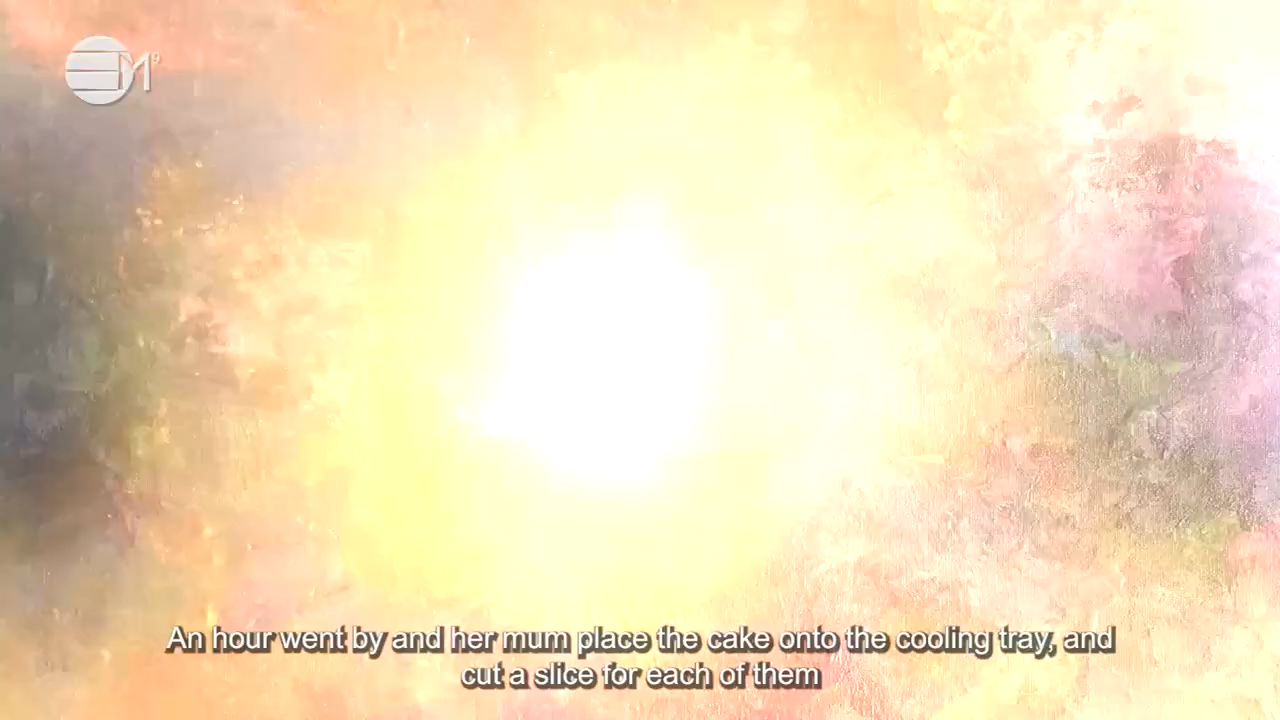 EM9
An hour went by and her mum place the cake onto the cooling tray, and
cut a slice for each of them